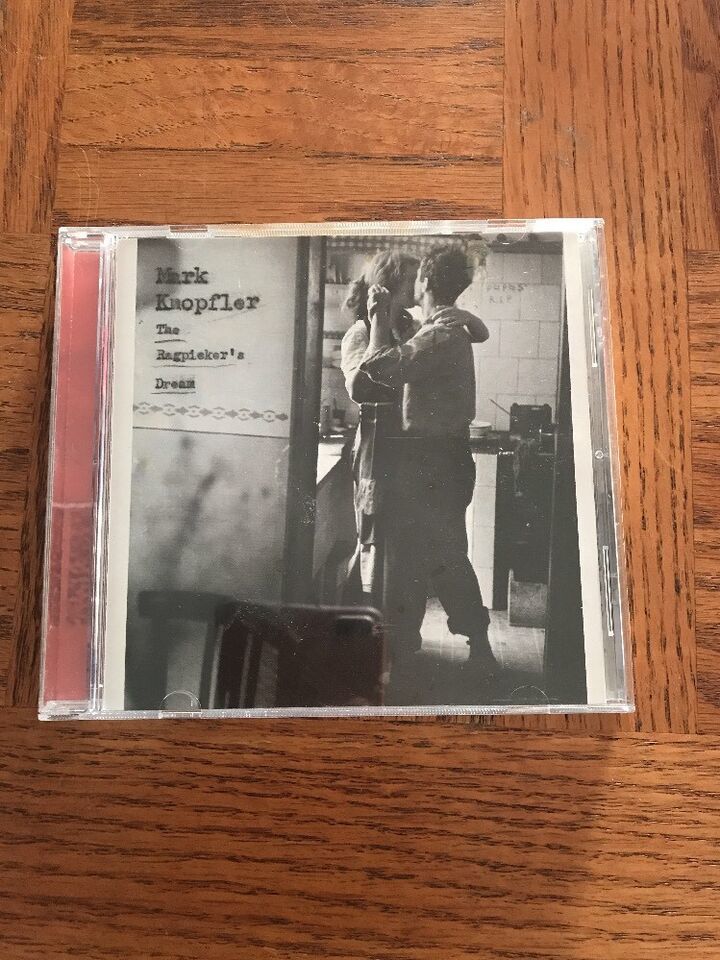 Mark
Knopfler
The
Ragpicker's
Dream
R.I.P